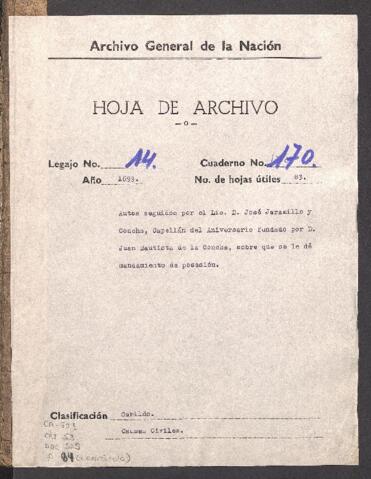 Archivo General de la Nación
HOJA DE ARCHIVO
—o—
Legajo No. 14. Cuaderno No. 170.
Año 1699. No. de hojas útiles 83.
Autos seguidos por el Lic. D. José Jaramillo y
Concha, Capellán del Aniversario fundado por D.
Juan Bautista de la Concha, sobre que se le dé
mandamiento de posesión.
Clasificación Cabildo.
Causas Civiles.